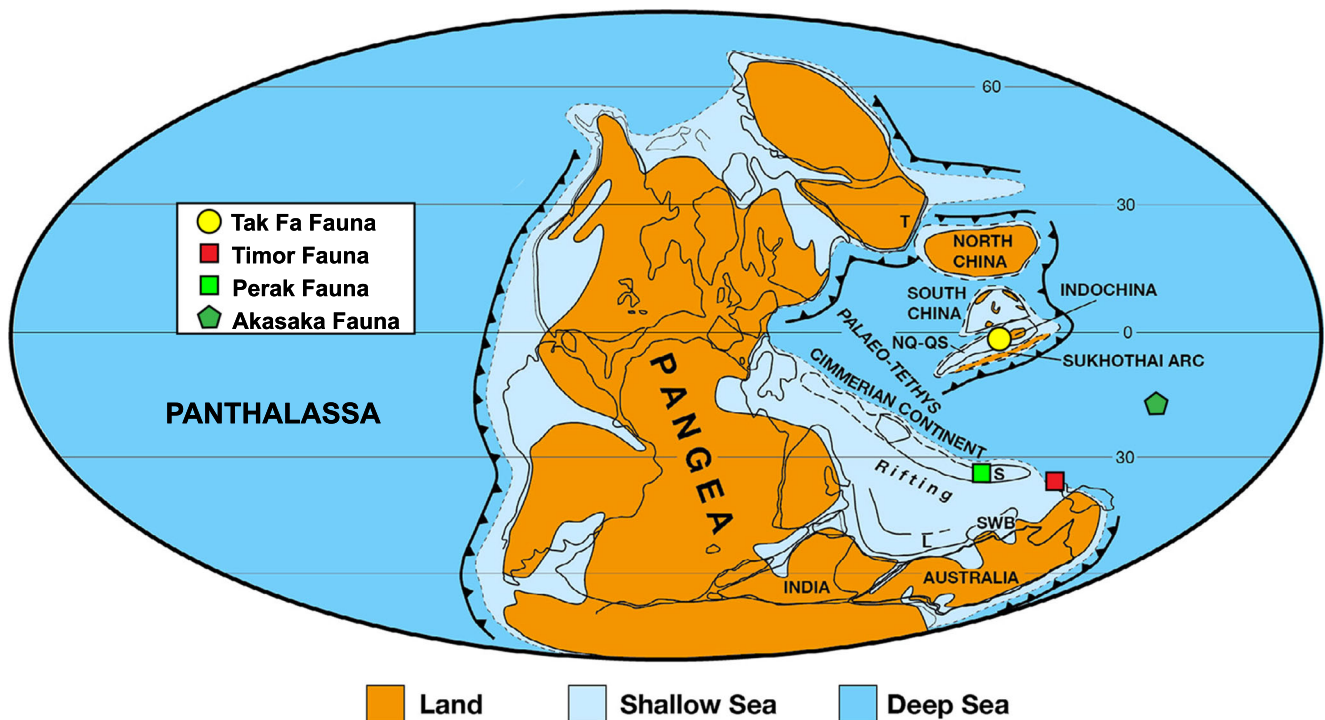 60
30
T
NORTH
CHINA
Tak Fa Fauna
Timor Fauna
Perak Fauna
Akasaka Fauna
SOUTH
CHINA
INDOCHINA
0
NQ-QS
SUKHOTHAI ARC
PALAEO-TETHYS
CIMMERIAN CONTINENT
PANTHALASSA
PANGEA
30
Rifting
S
SWB
L
INDIA
AUSTRALIA
Land
Shallow Sea
Deep Sea